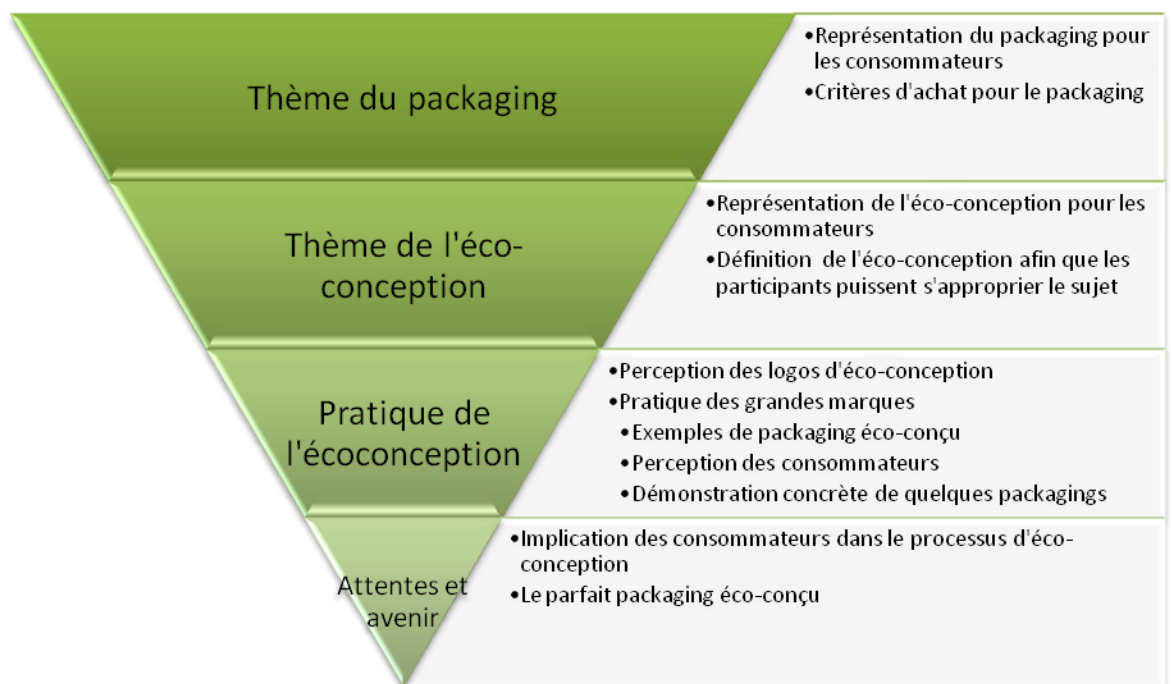 Thème du packaging
•Représentation du packaging pour
les consommateurs
•Critères d'achat pour le packaging
Thème de l'éco-
conception
•Représentation de l'éco-conception pour les
consommateurs
•Définition de l'éco-conception afin que les
participants puissent s'approprier le sujet
Pratique de
l'écoconception
•Perception des logos d'éco-conception
•Pratique des grandes marques
•Exemples de packaging éco-conçu
•Perception des consommateurs
•Démonstration concrète de quelques packagings
Attentes et
avenir
•Implication des consommateurs dans le processus d'éco-
conception
•Le parfait packaging éco-conçu